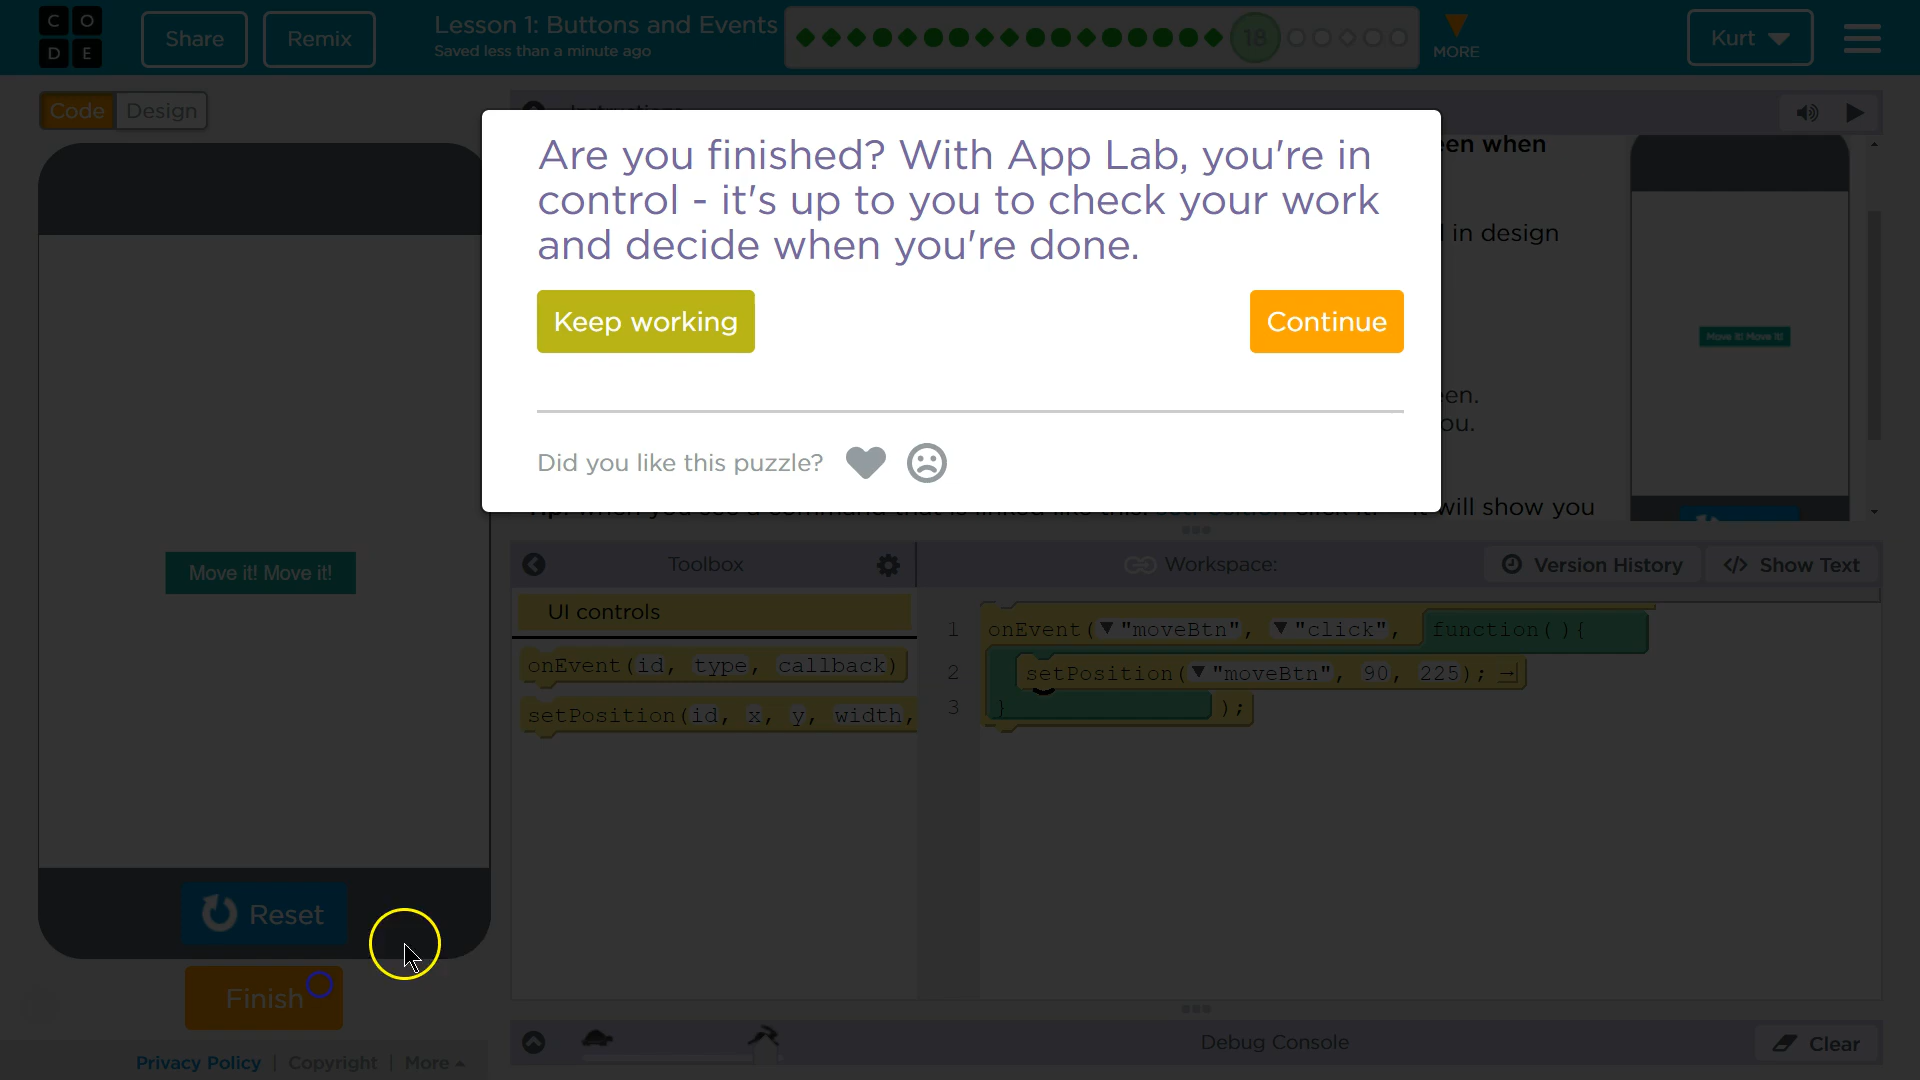 C O
D E
Share
Remix
Lesson 1: Buttons and Events
Saved less than a minute ago
18
MORE
Kurt
Code
Design
Are you finished? With App Lab, you're in
control - it's up to you to check your work
and decide when you're done.
Keep working
Continue
Did you like this puzzle?
en when
in design
en.
ou.
will show you
Move it! Move it!
Move it! Move it!
Reset
Finish
Toolbox
Workspace:
Version History
</> Show Text
UI controls
onEvent(id, type, callback)
setPosition(id, x, y, width,
1 onEvent(▼"moveBtn", ▼"click", function(){
2 setPosition(▼"moveBtn", 90, 225);
3 } );
Privacy Policy | Copyright | More
Debug Console
Clear